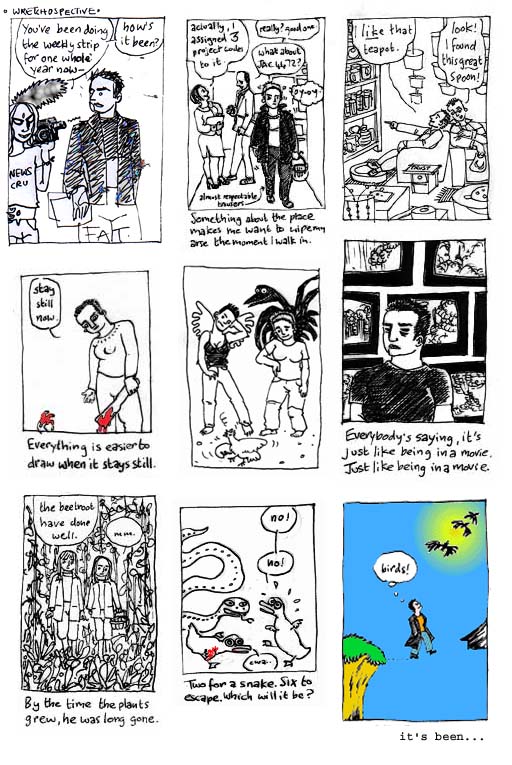 • WRETCHOSPECTIVE •
You've been doing
the weekly strip
for one whole
year now—
how's
it been?
NEWS
CRU
FAT
actually, I
assigned 3
project codes
to it.
really? good one
what about
JAC4472?
oy-oy.
almost respectable
trousers
Something about the place
makes me want to wipe my
arse the moment I walk in.
I like that
teapot.
look!
I found
this great
spoon!
stay
still
now.
Everything is easier to
draw when it stays still.
Everybody's saying, it's
just like being in a movie.
Just like being in a movie.
the beetroot
have done
well.
mm.
By the time the plants
grew, he was long gone.
no!
no!
Two for a snake. Six to
escape. Which will it be?
birds!
it's been...